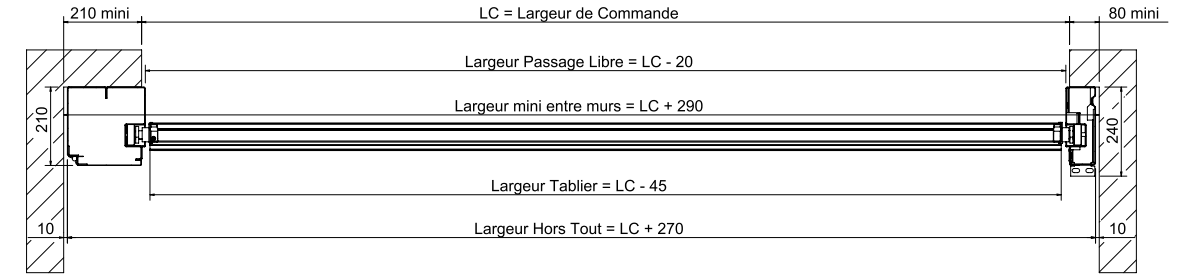 210 mini
LC = Largeur de Commande
80 mini
Largeur Passage Libre = LC - 20
Largeur mini entre murs = LC + 290
210
240
Largeur Tablier = LC - 45
10
Largeur Hors Tout = LC + 270
10